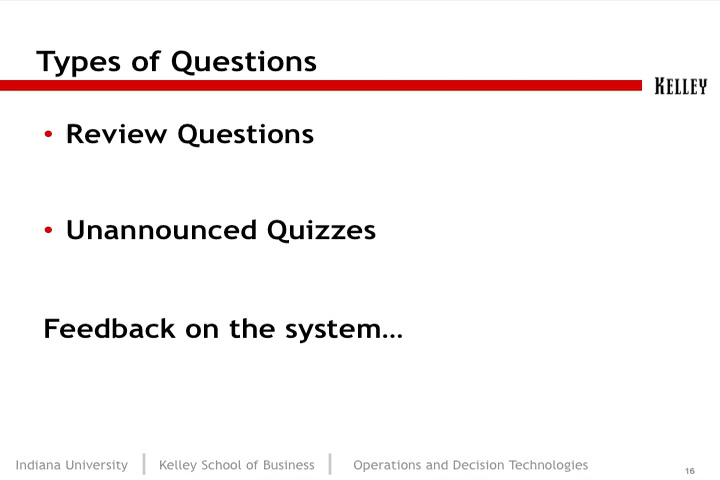 Types of Questions
KELLEY
• Review Questions
• Unannounced Quizzes
Feedback on the system…
Indiana University | Kelley School of Business | Operations and Decision Technologies
16